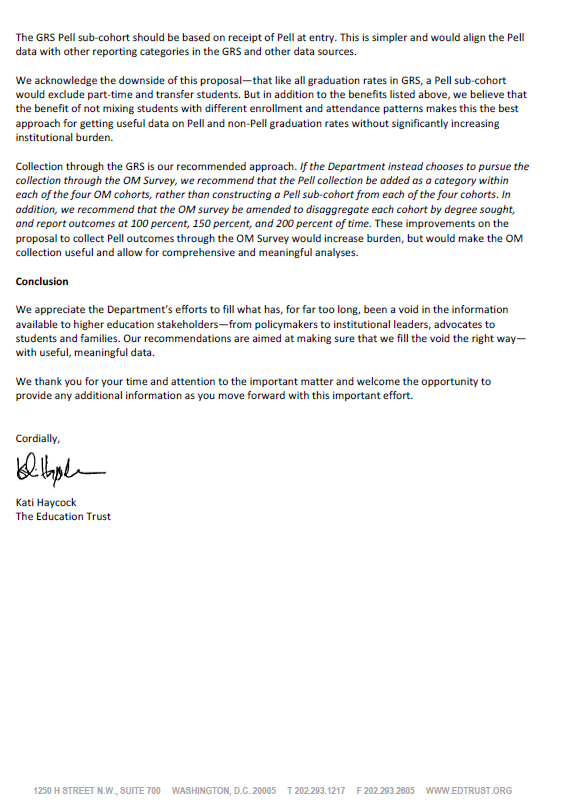 The GRS Pell sub-cohort should be based on receipt of Pell at entry. This is simpler and would align the Pell
data with other reporting categories in the GRS and other data sources.
We acknowledge the downside of this proposal—that like all graduation rates in GRS, a Pell sub-cohort
would exclude part-time and transfer students. But in addition to the benefits listed above, we believe that
the benefit of not mixing students with different enrollment and attendance patterns makes this the best
approach for getting useful data on Pell and non-Pell graduation rates without significantly increasing
institutional burden.
Collection through the GRS is our recommended approach. If the Department instead chooses to pursue the
collection through the OM Survey, we recommend that the Pell collection be added as a category within
each of the four OM cohorts, rather than constructing a Pell sub-cohort from each of the four cohorts. In
addition, we recommend that the OM survey be amended to disaggregate each cohort by degree sought,
and report outcomes at 100 percent, 150 percent, and 200 percent of time. These improvements on the
proposal to collect Pell outcomes through the OM Survey would increase burden, but would make the OM
collection useful and allow for comprehensive and meaningful analyses.
Conclusion
We appreciate the Department's efforts to fill what has, for far too long, been a void in the information
available to higher education stakeholders—from policymakers to institutional leaders, advocates to
students and families. Our recommendations are aimed at making sure that we fill the void the right way—
with useful, meaningful data.
We thank you for your time and attention to the important matter and welcome the opportunity to
provide any additional information as you move forward with this important effort.
Cordially,
Kati Haycock
The Education Trust
1250 H STREET N.W., SUITE 700 WASHINGTON, D.C. 20005 T 202.293.1217 F 202.293.2605 WWW.EDTRUST.ORG